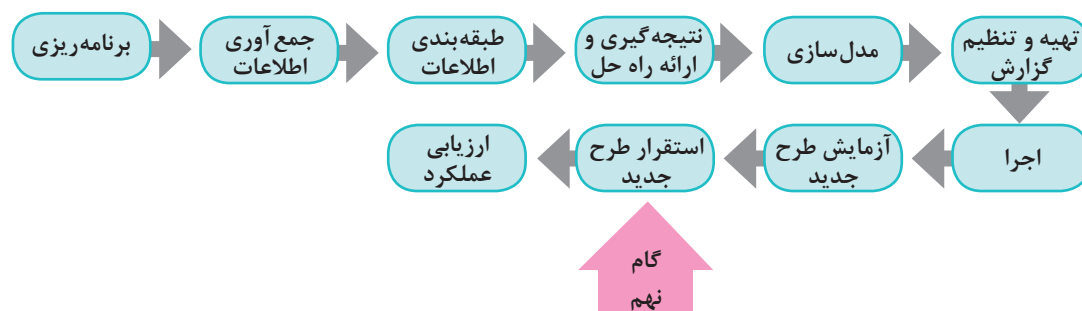 برنامه‌ریزی
جمع‌آوری
اطلاعات
طبقه‌بندی
اطلاعات
نتیجه‌گیری و
ارائه راه حل
مدل‌سازی
تهیه و تنظیم
گزارش
اجرا
آزمایش طرح
جدید
استقرار طرح
جدید
ارزیابی
عملکرد
گام
نهم